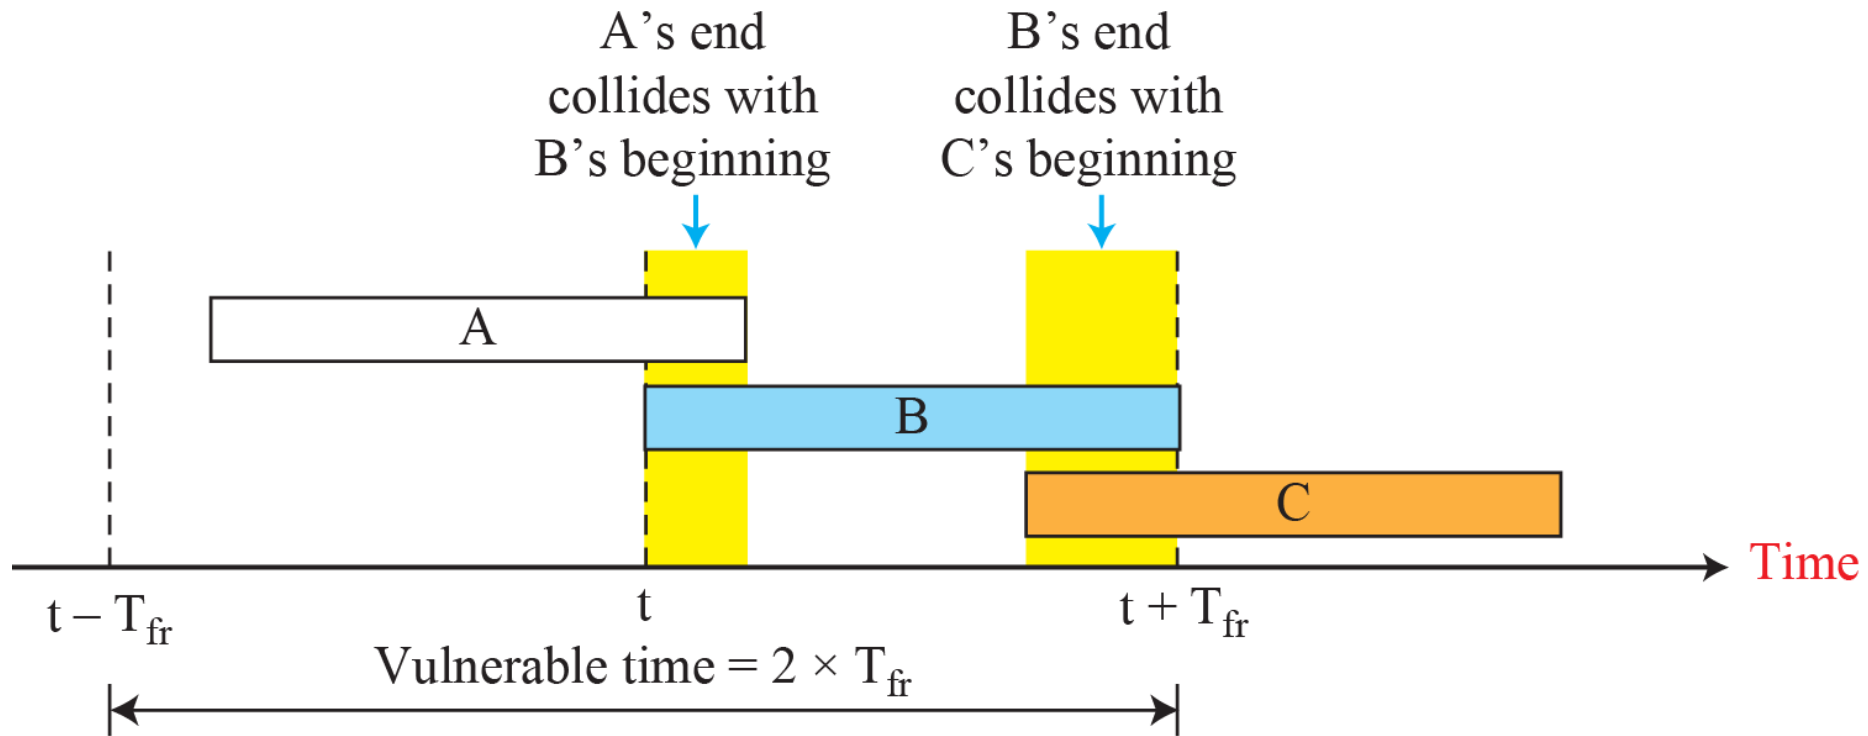 A’s end
collides with
B’s beginning
B’s end
collides with
C’s beginning
A
B
C
Time
t – Tfr
t
t + Tfr
Vulnerable time = 2 × Tfr